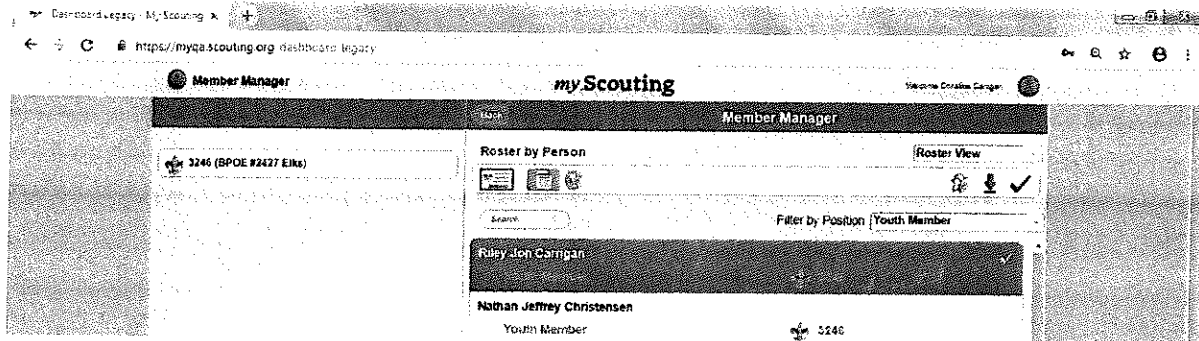 Dashboard Legacy - My.Scouting
https://myqa.scouting.org/dashboard-legacy
Member Manager
my.Scouting
Welcome
Back
Member Manager
3246 (BPOE #2427 Elks)
Roster by Person
Roster View
Search
Filter by Position Youth Member
Riley Jon Carrigan
Nathan Jeffrey Christensen
Youth Member 3246